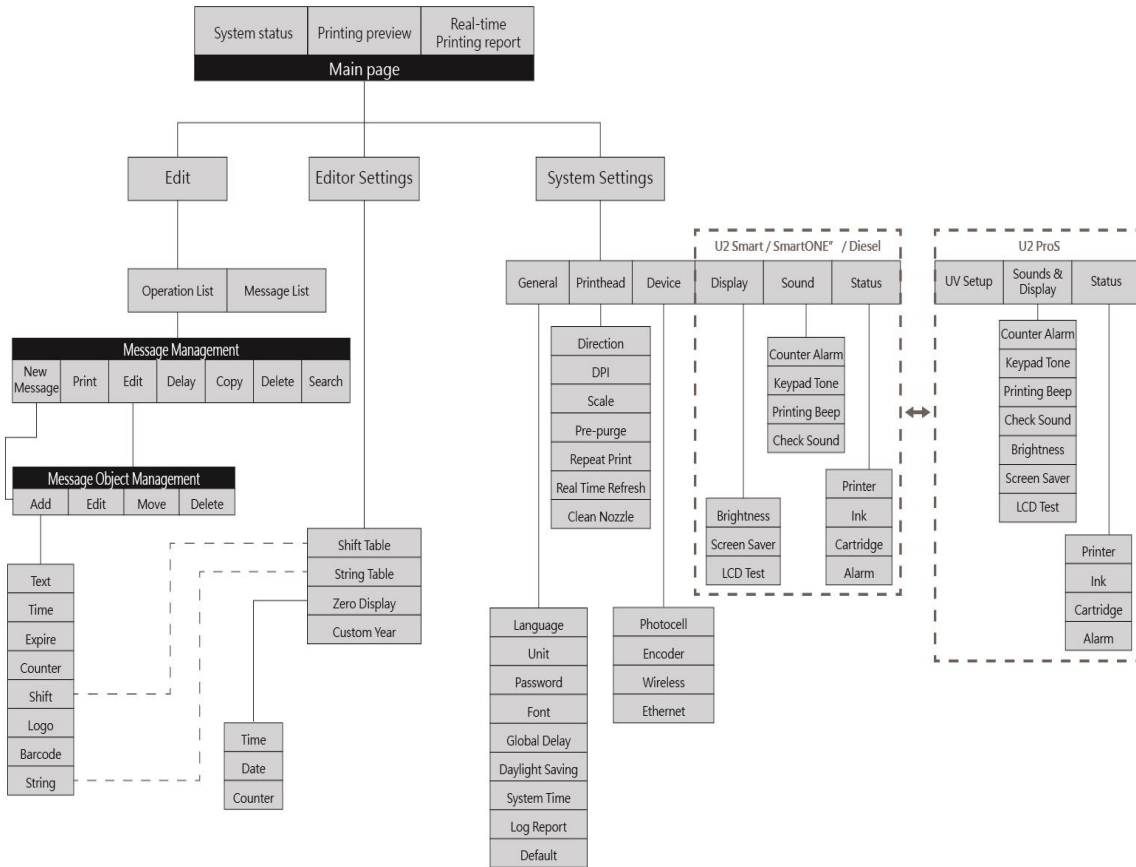 System status
Printing preview
Real-time
Printing report
Main page
Edit
Editor Settings
System Settings
U2 Smart / SmartONE" / Diesel
U2 ProS
Operation List
Message List
General
Printhead
Device
Display
Sound
Status
UV Setup
Sounds &
Display
Status
Message Management
New
Message
Print
Edit
Delay
Copy
Delete
Search
Message Object Management
Add
Edit
Move
Delete
Text
Time
Expire
Counter
Shift
Logo
Barcode
String
Shift Table
String Table
Zero Display
Custom Year
Time
Date
Counter
Direction
DPI
Scale
Pre-purge
Repeat Print
Real Time Refresh
Clean Nozzle
Language
Unit
Password
Font
Global Delay
Daylight Saving
System Time
Log Report
Default
Photocell
Encoder
Wireless
Ethernet
Brightness
Screen Saver
LCD Test
Counter Alarm
Keypad Tone
Printing Beep
Check Sound
Printer
Ink
Cartridge
Alarm
Counter Alarm
Keypad Tone
Printing Beep
Check Sound
Brightness
Screen Saver
LCD Test
Printer
Ink
Cartridge
Alarm